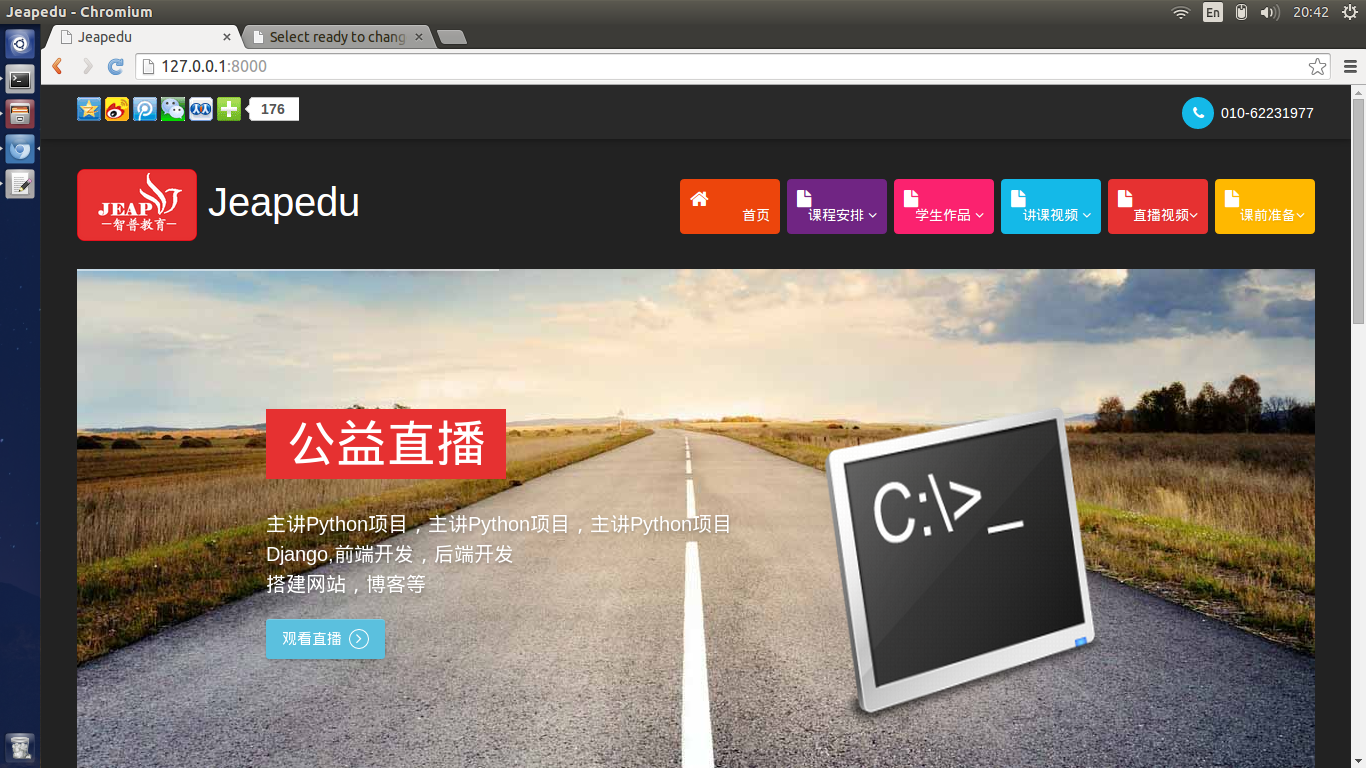 Jeapedu - Chromium
En
20:42
Jeapedu
Select ready to chang
127.0.0.1:8000
176
010-62231977
JEAP
智普教育
Jeapedu
首页
课程安排
学生作品
讲课视频
直播视频
课前准备
公益直播
主讲Python项目，主讲Python项目，主讲Python项目
Django,前端开发，后端开发
搭建网站，博客等
观看直播
C:\>_